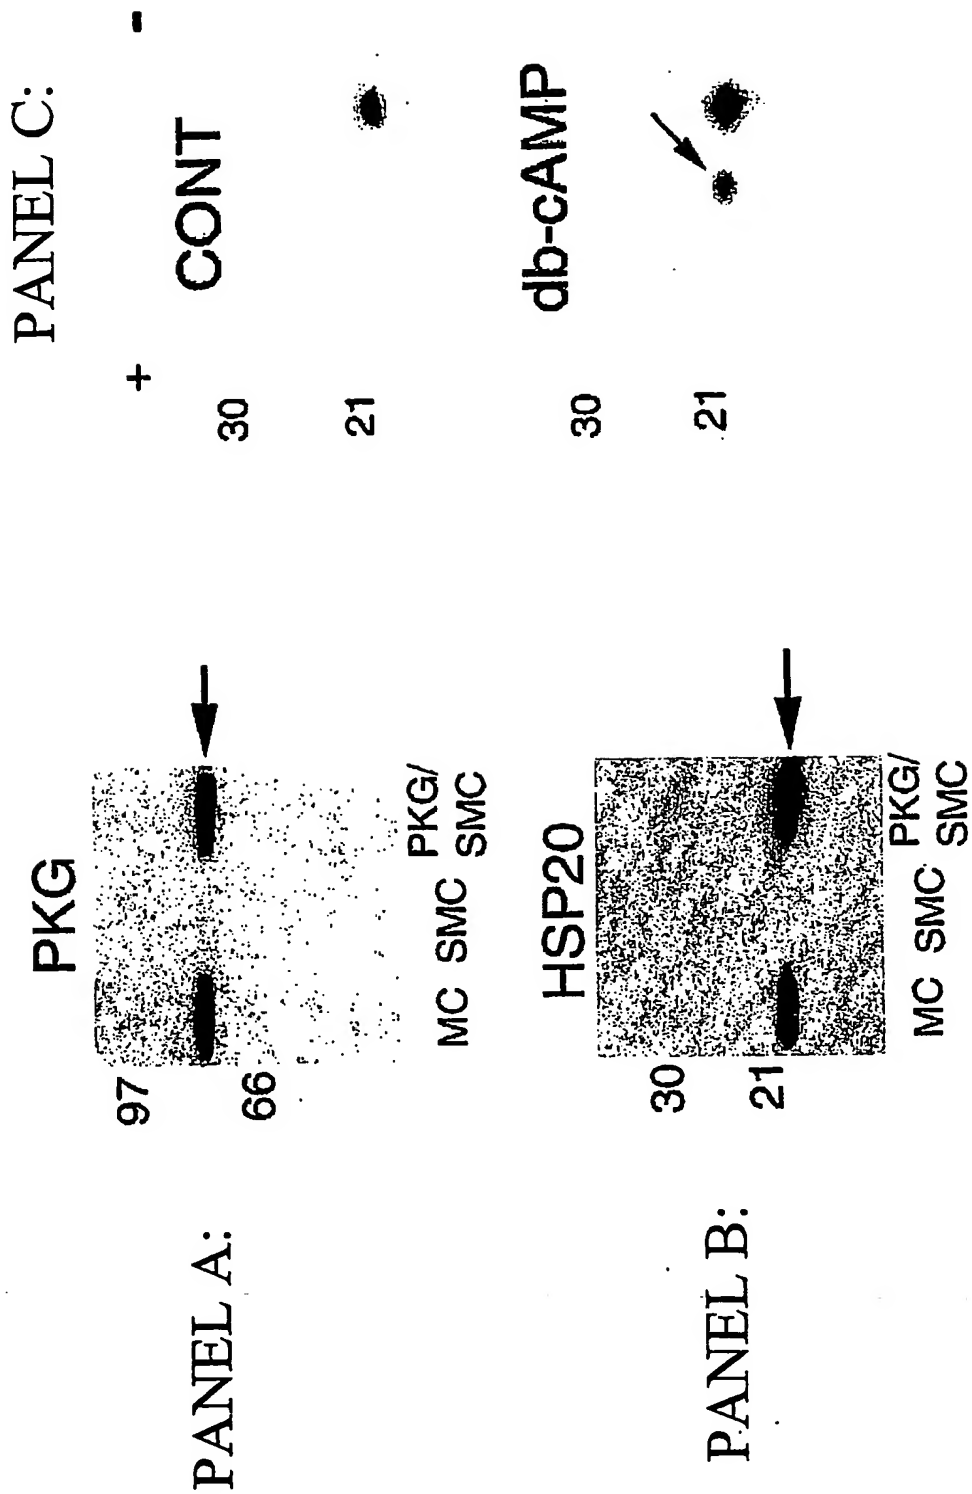 PANEL A:
PKG
97
66
MC SMC PKG/
SMC
PANEL B:
HSP20
30
21
MC SMC PKG/
SMC
PANEL C:
+ -
CONT
30
21
db-cAMP
30
21